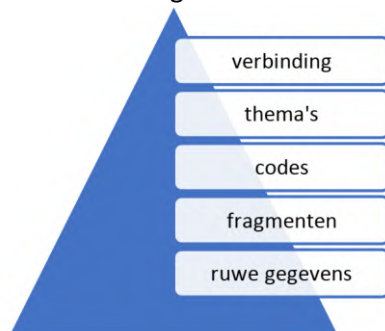 verbinding
thema's
codes
fragmenten
ruwe gegevens